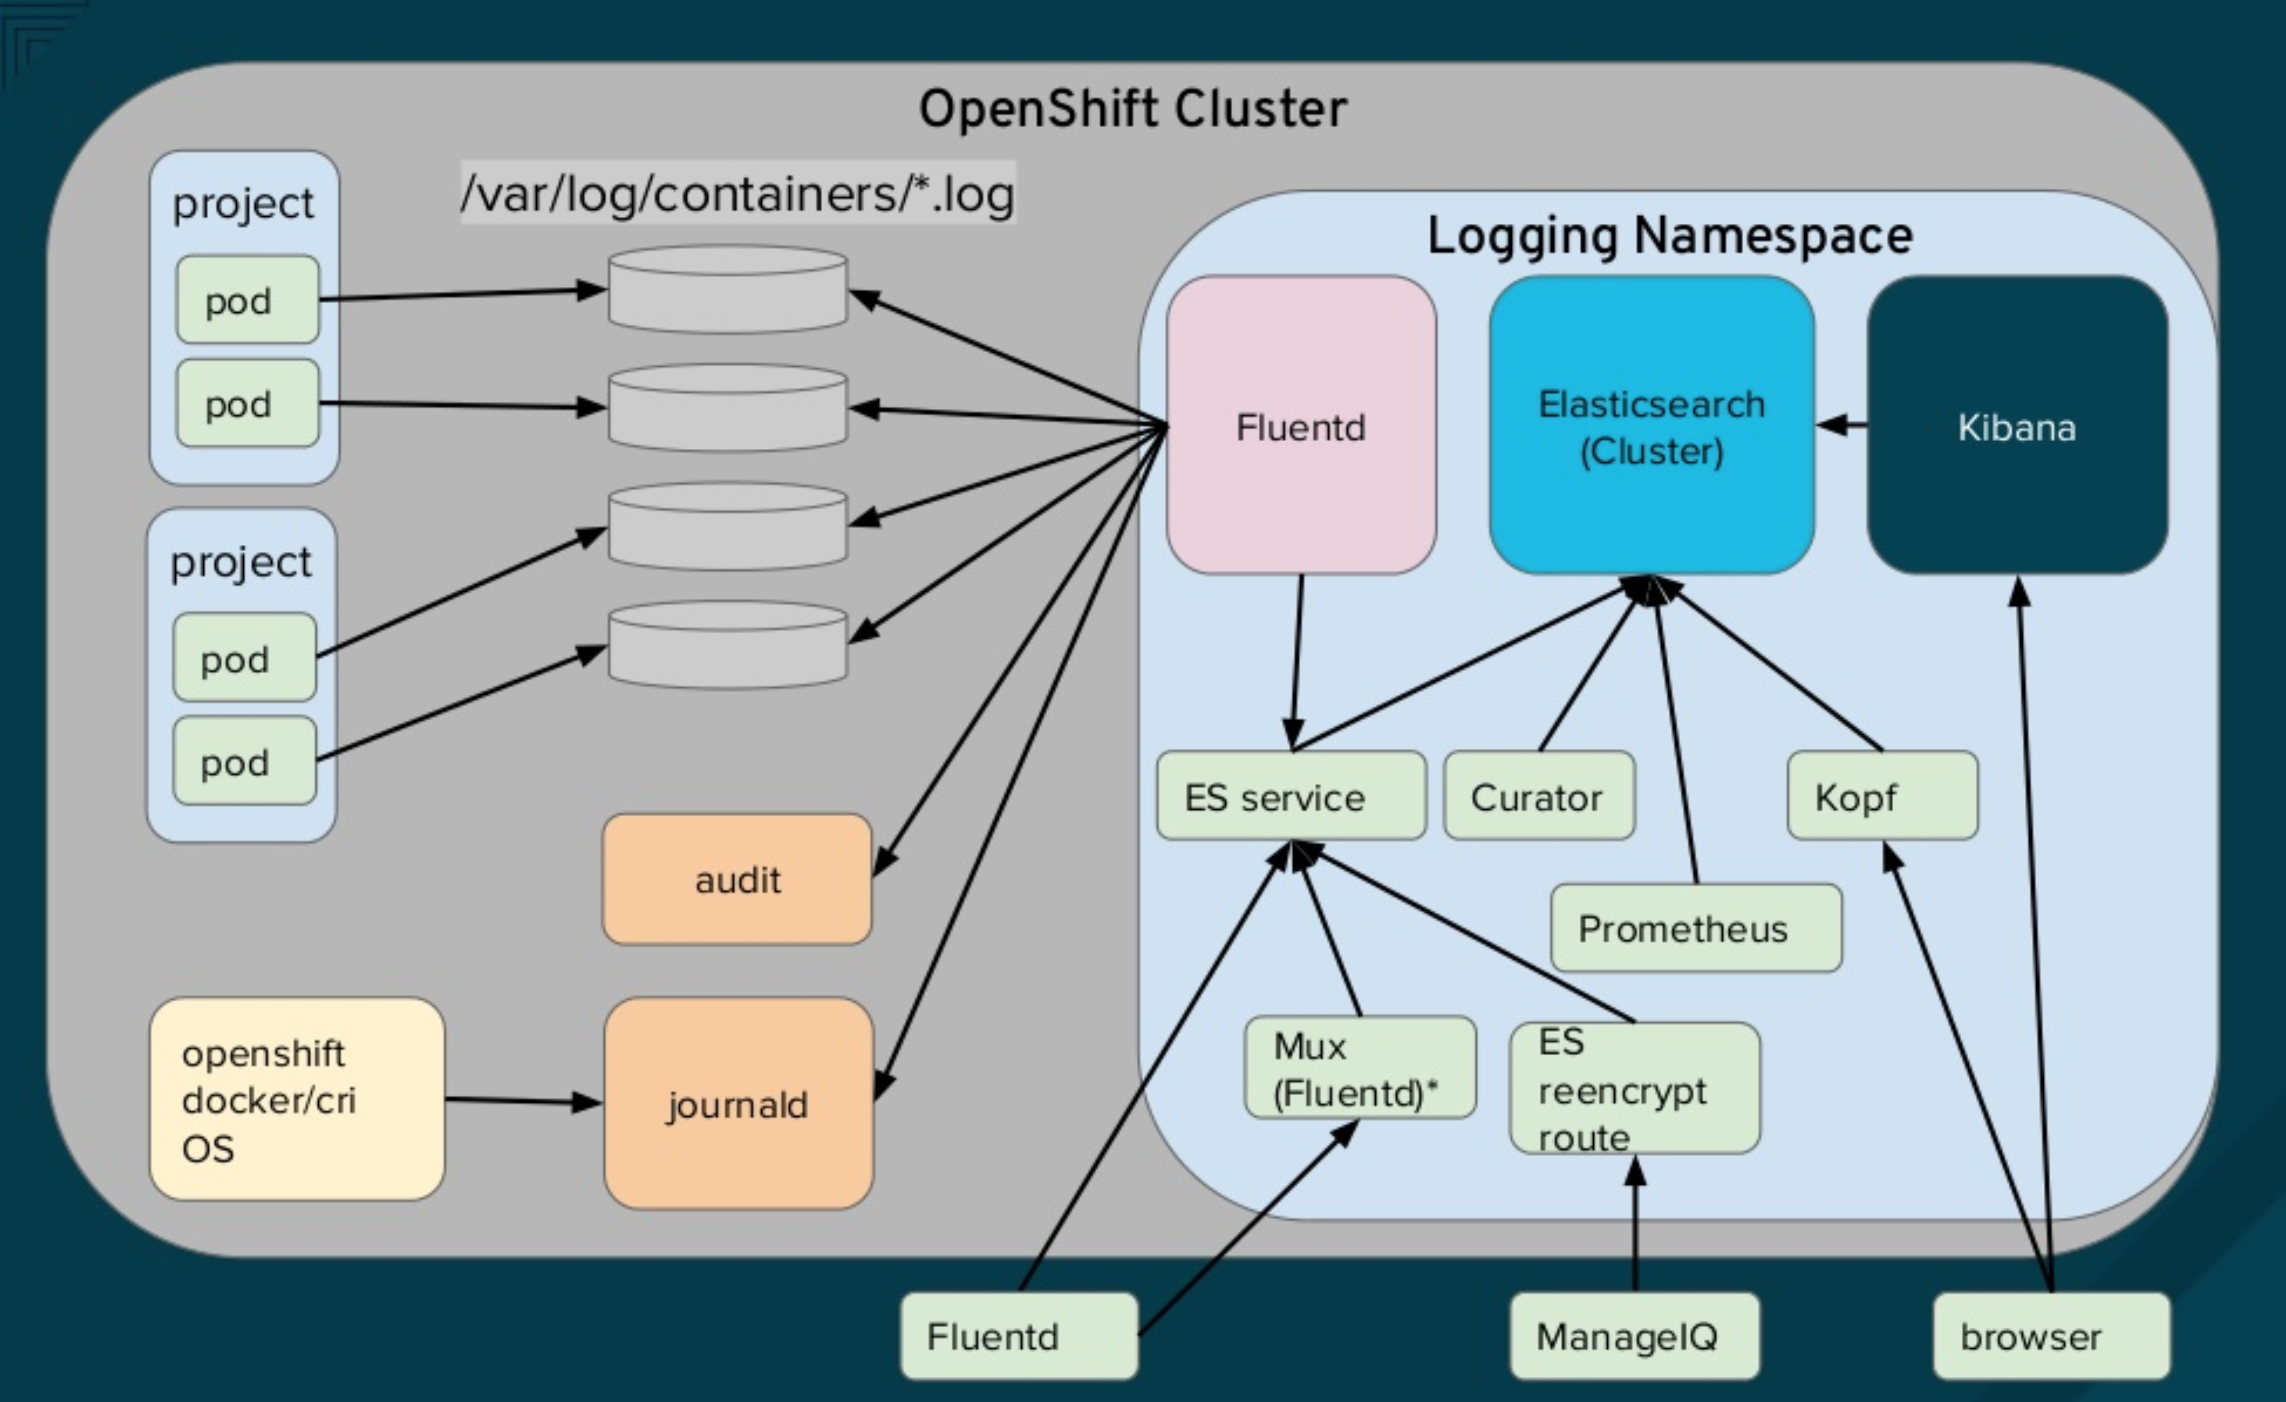 OpenShift Cluster
project
pod
pod
project
pod
pod
/var/log/containers/*.log
audit
openshift
docker/cri
OS
journald
Logging Namespace
Fluentd
Elasticsearch
(Cluster)
Kibana
ES service
Curator
Kopf
Prometheus
Mux
(Fluentd)*
ES
reencrypt
route
Fluentd
ManageIQ
browser